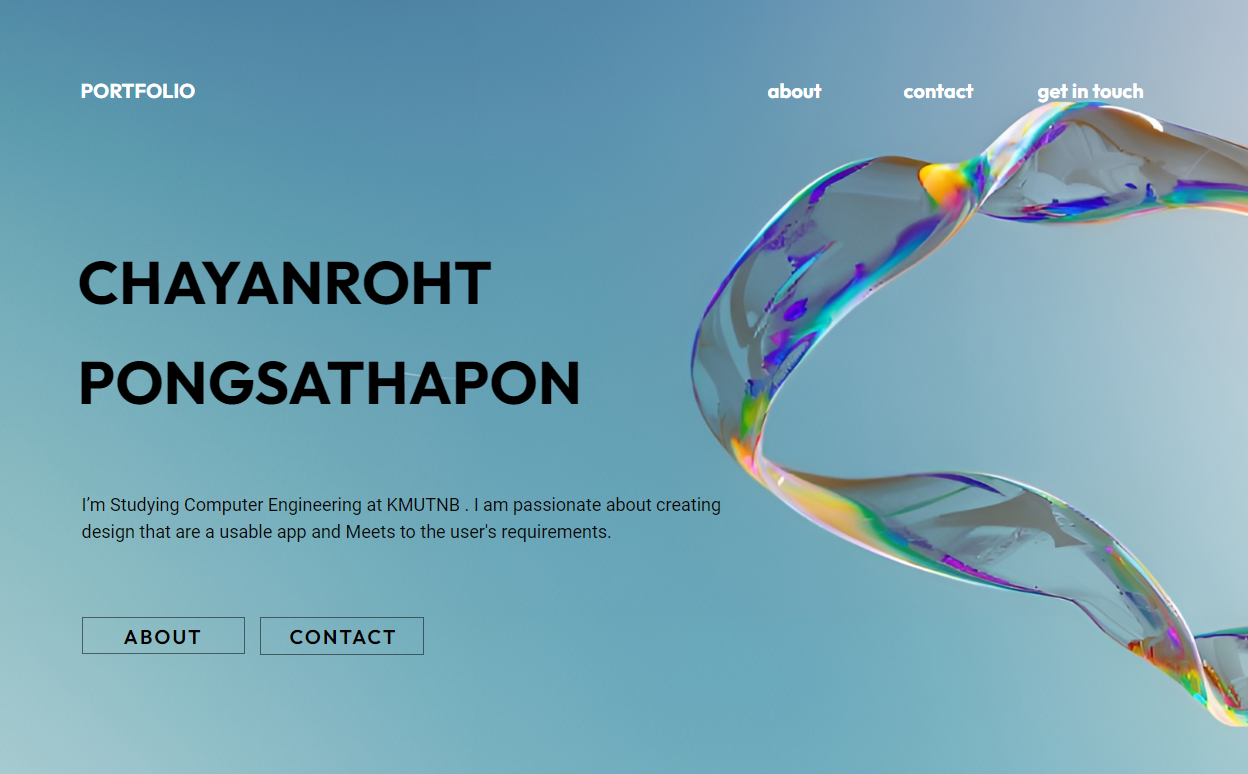 PORTFOLIO about contact get in touch
CHAYANROHT
PONGSATHAPON
I’m Studying Computer Engineering at KMUTNB . I am passionate about creating
design that are a usable app and Meets to the user's requirements.
ABOUT CONTACT